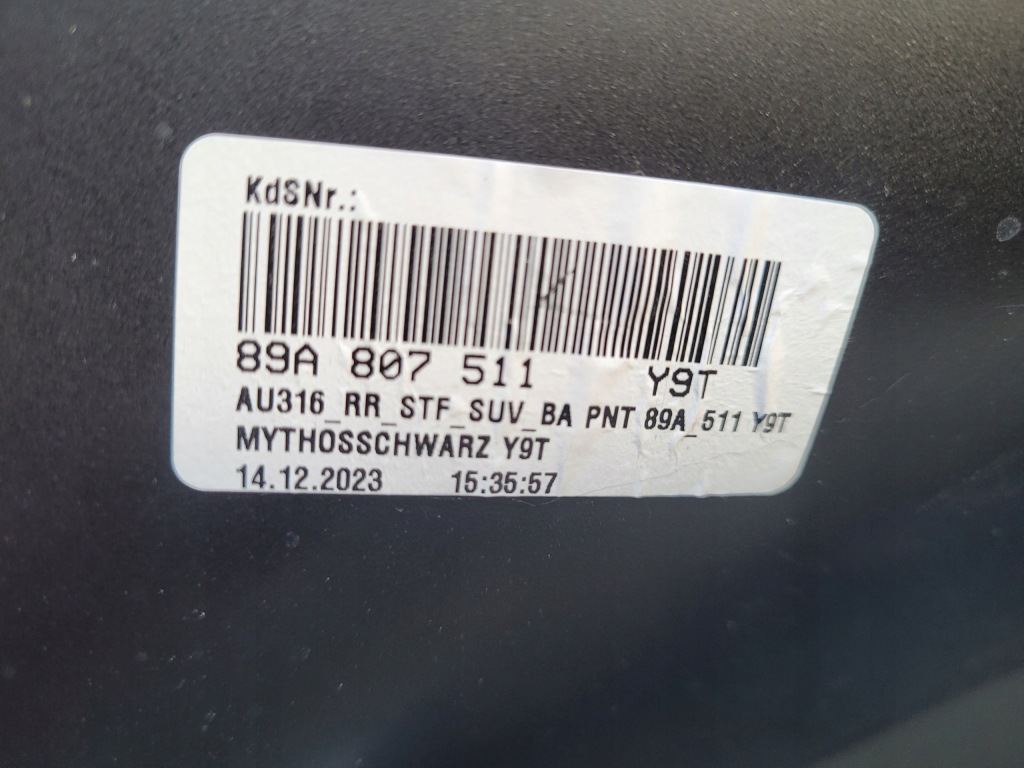 KdSNr.:
89A 807 511 Y9T
AU316_RR_STF_SUV_BA PNT 89A_511 Y9T
MYTHOSSCHWARZ Y9T
14.12.2023 15:35:57